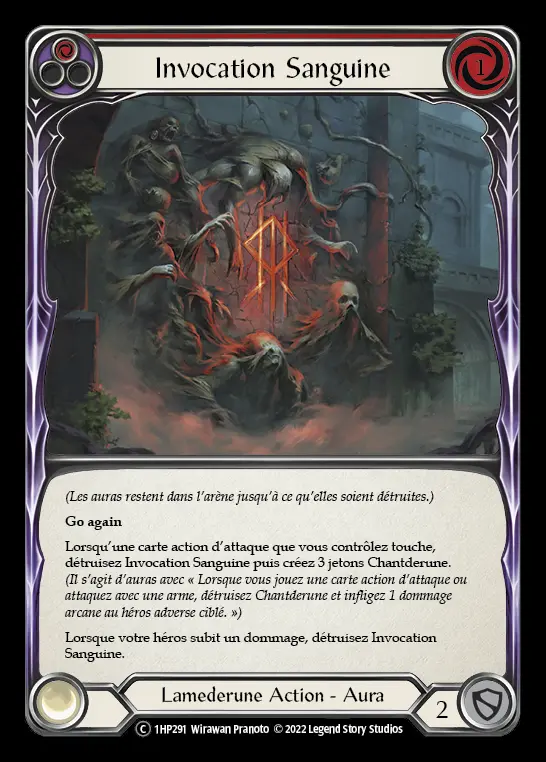 Invocation Sanguine
1
(Les auras restent dans l'arène jusqu'à ce qu'elles soient détruites.)
Go again
Lorsqu'une carte action d'attaque que vous contrôlez touche,
détruisez Invocation Sanguine puis créez 3 jetons Chantderune.
(Il s'agit d'auras avec « Lorsque vous jouez une carte action d'attaque ou
attaquez avec une arme, détruisez Chantderune et infligez 1 dommage
arcane au héros adverse ciblé. »)
Lorsque votre héros subit un dommage, détruisez Invocation
Sanguine.
Lamederune Action - Aura
2
C 1HP291 Wirawan Pranoto © 2022 Legend Story Studios